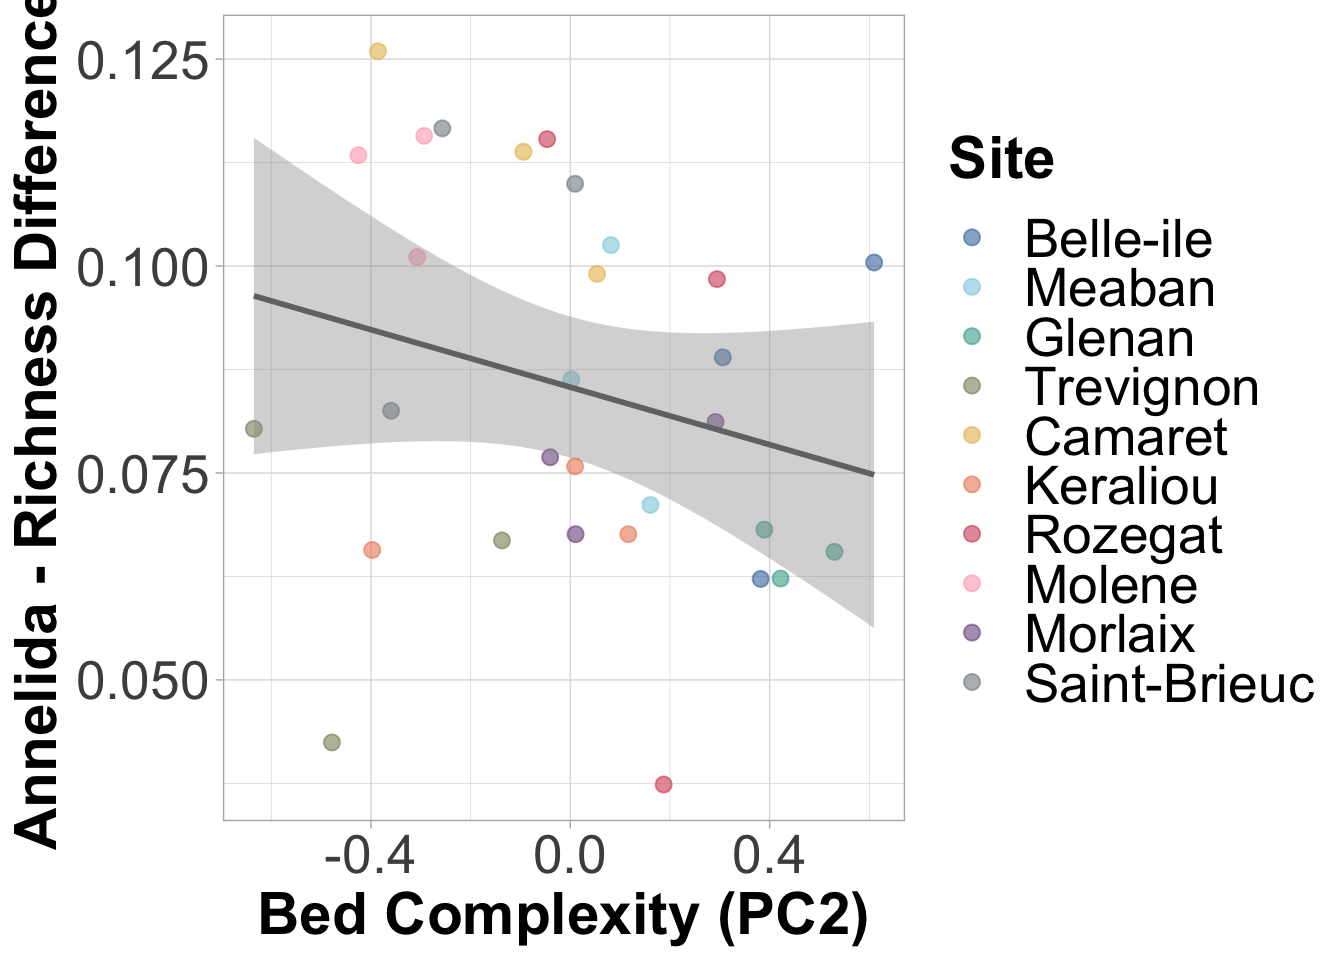 Annelida - Richness Difference
0.125
0.100
0.075
0.050
-0.4
0.0
0.4
Bed Complexity (PC2)
Site
Belle-ile
Meaban
Glenan
Trevignon
Camaret
Keraliou
Rozegat
Molene
Morlaix
Saint-Brieuc